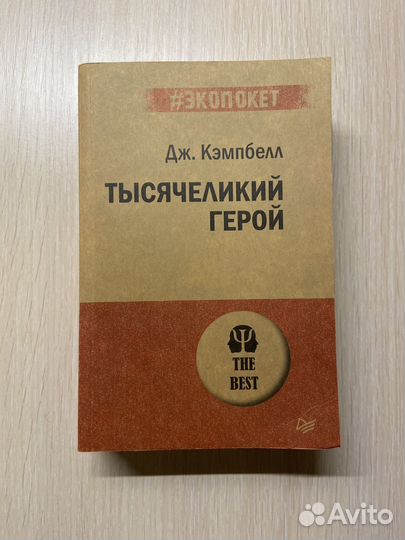 #ЭКОПОКЕТ
Дж. Кэмпбелл
ТЫСЯЧЕЛИКИЙ
ГЕРОЙ
Ψ
THE
BEST
Avito